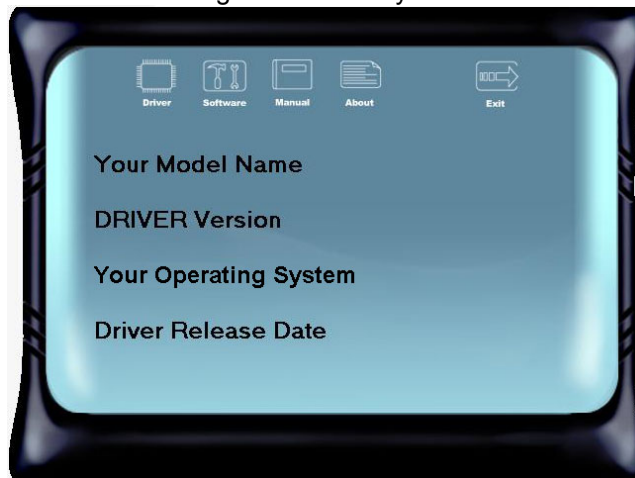 Driver Software Manual About Exit
Your Model Name
DRIVER Version
Your Operating System
Driver Release Date